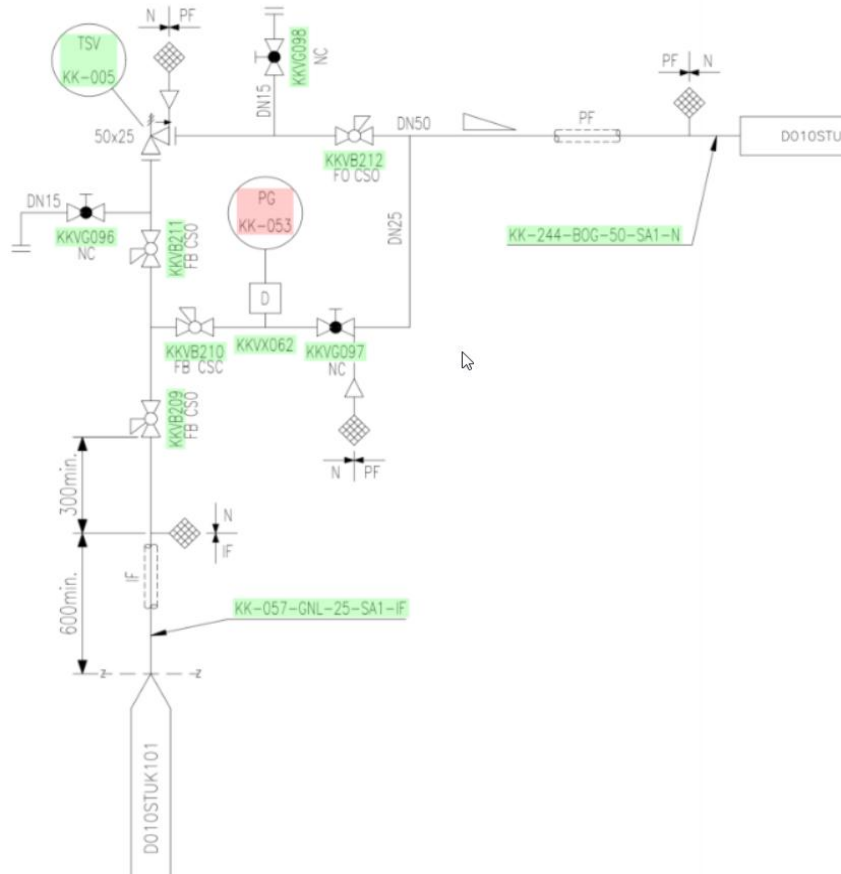 N PF
TSV
KK-005
50x25
KKVG098
NC
DN15
KKVB212
FO CSO
DN50
PF
PF N
DO10STU
DN15
KKVG096
NC
KKVB211
FB CSO
PG
KK-053
DN25
KK-244-BOG-50-SA1-N
D
KKVB210
FB CSC
KKVX062
KKVG097
NC
KKVB209
FB CSO
N PF
300min.
N
IF
IF
600min.
KK-057-GNL-25-SA1-IF
z z
DO10STUK101